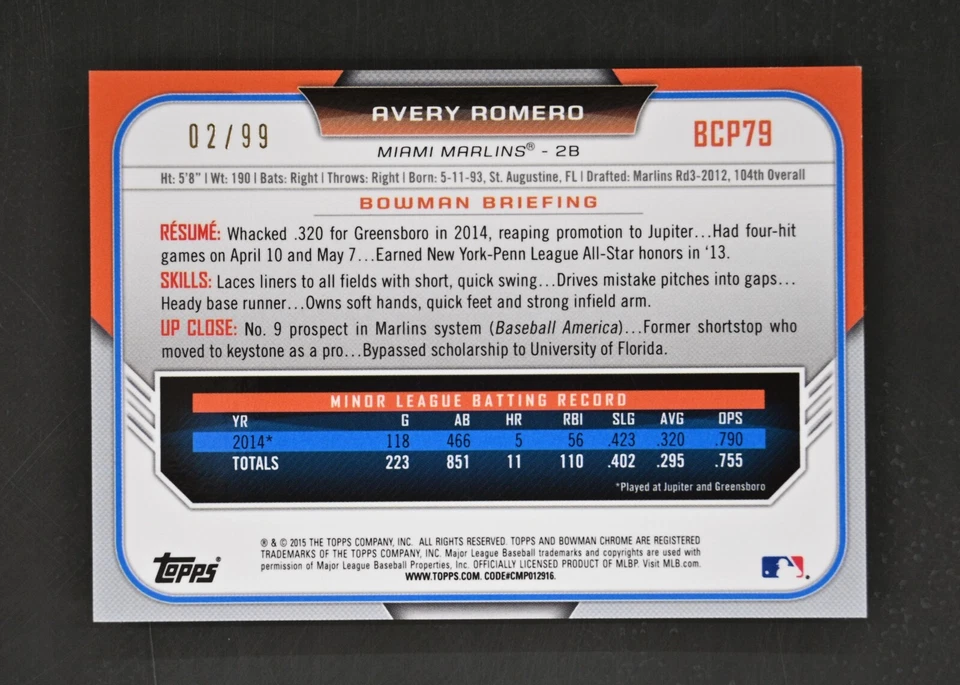 02/99
AVERY ROMERO
BCP79
MIAMI MARLINS® - 2B
Ht: 5'8" | Wt: 190 | Bats: Right | Throws: Right | Born: 5-11-93, St. Augustine, FL | Drafted: Marlins Rd3-2012, 104th Overall
BOWMAN BRIEFING
RÉSUMÉ: Whacked .320 for Greensboro in 2014, reaping promotion to Jupiter...Had four-hit
games on April 10 and May 7...Earned New York-Penn League All-Star honors in '13.
SKILLS: Laces liners to all fields with short, quick swing...Drives mistake pitches into gaps...
Heady base runner...Owns soft hands, quick feet and strong infield arm.
UP CLOSE: No. 9 prospect in Marlins system (Baseball America)...Former shortstop who
moved to keystone as a pro...Bypassed scholarship to University of Florida.
MINOR LEAGUE BATTING RECORD
YR G AB HR RBI SLG AVG OPS
2014* 118 466 5 56 .423 .320 .790
TOTALS 223 851 11 110 .402 .295 .755
*Played at Jupiter and Greensboro
® & © 2015 THE TOPPS COMPANY, INC. ALL RIGHTS RESERVED. TOPPS AND BOWMAN CHROME ARE REGISTERED
TRADEMARKS OF THE TOPPS COMPANY, INC. Major League Baseball trademarks and copyrights are used with
permission of Major League Baseball Properties, Inc. OFFICIALLY LICENSED PRODUCT OF MLBP. Visit MLB.com.
WWW.TOPPS.COM. CODE#CMP012916.
Topps®